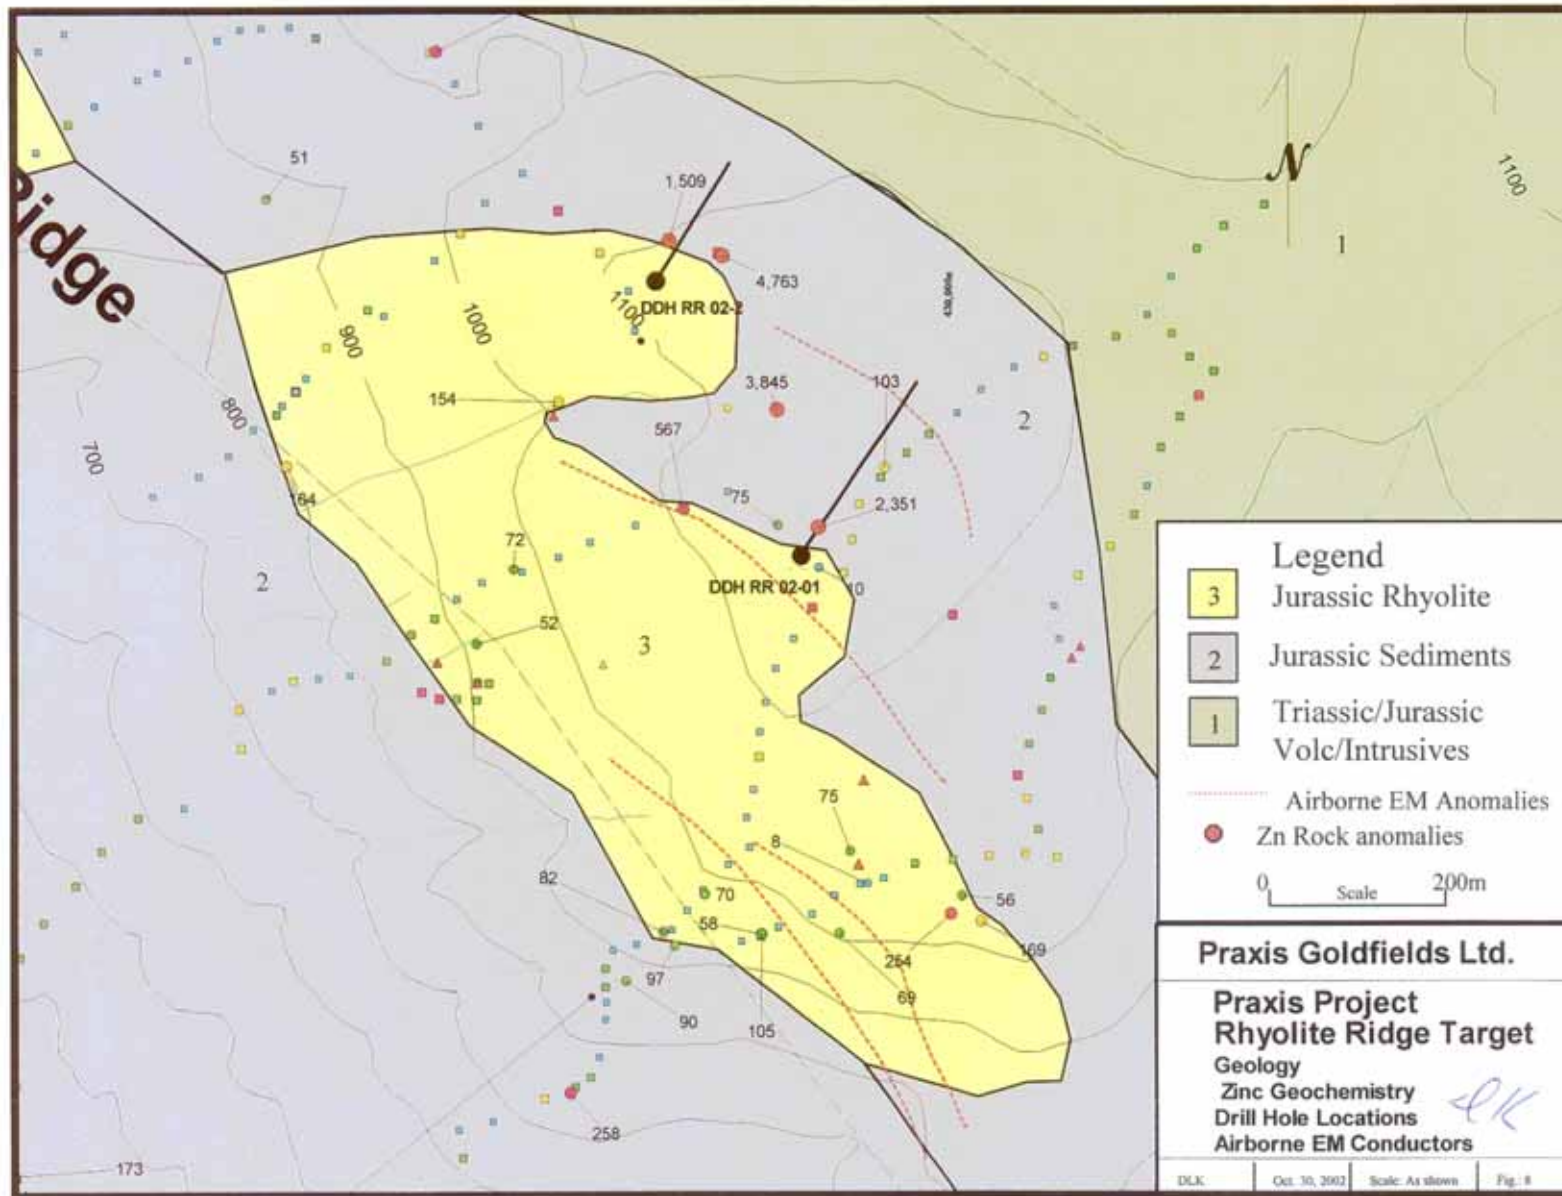 51
1,509
1100
N
Ridge
4,763
1
430,000e
DDH RR 02-2
1100
1000
900
3,845
103
154
2
800
567
700
75
2,351
164
72
2
DDH RR 02-01
10
52
3
75
8
82
70
56
58
254
169
97
69
90
105
258
173
Legend
3 Jurassic Rhyolite
2 Jurassic Sediments
1 Triassic/Jurassic
Volc/Intrusives
Airborne EM Anomalies
Zn Rock anomalies
0 Scale 200m
Praxis Goldfields Ltd.
Praxis Project
Rhyolite Ridge Target
Geology
Zinc Geochemistry
Drill Hole Locations
Airborne EM Conductors
DLK Oct. 30, 2002 Scale: As shown Fig.: 8